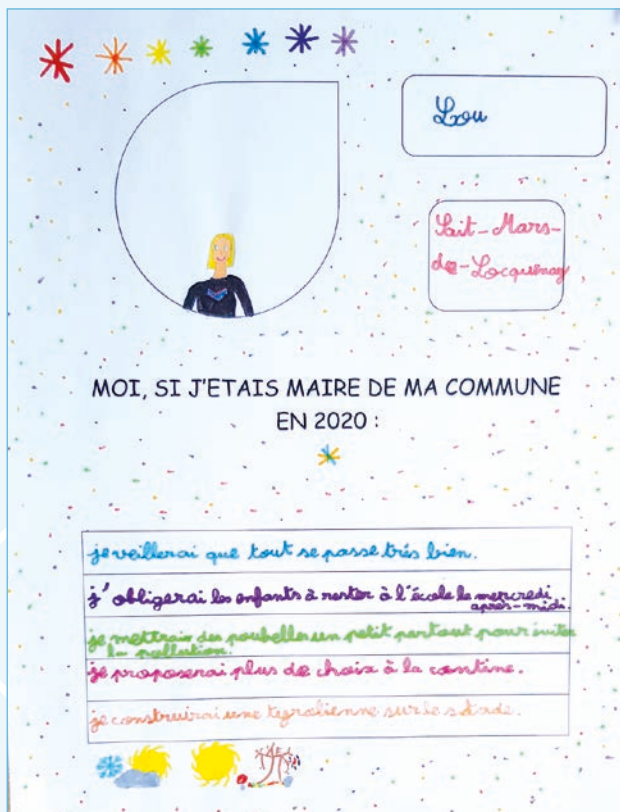 Lou
Sait-Mars-
de-Locquenay
MOI, SI J'ETAIS MAIRE DE MA COMMUNE
EN 2020 :
je veillerai que tout se passe trés bien.
j'obligerai les enfants à rester à l'école le mercredi
après-midi.
je mettrais des poubelles un petit partout pour éviter
la pollution.
je proposerai plus de choix à la cantine.
je construirai une tyrolienne sur le stade.